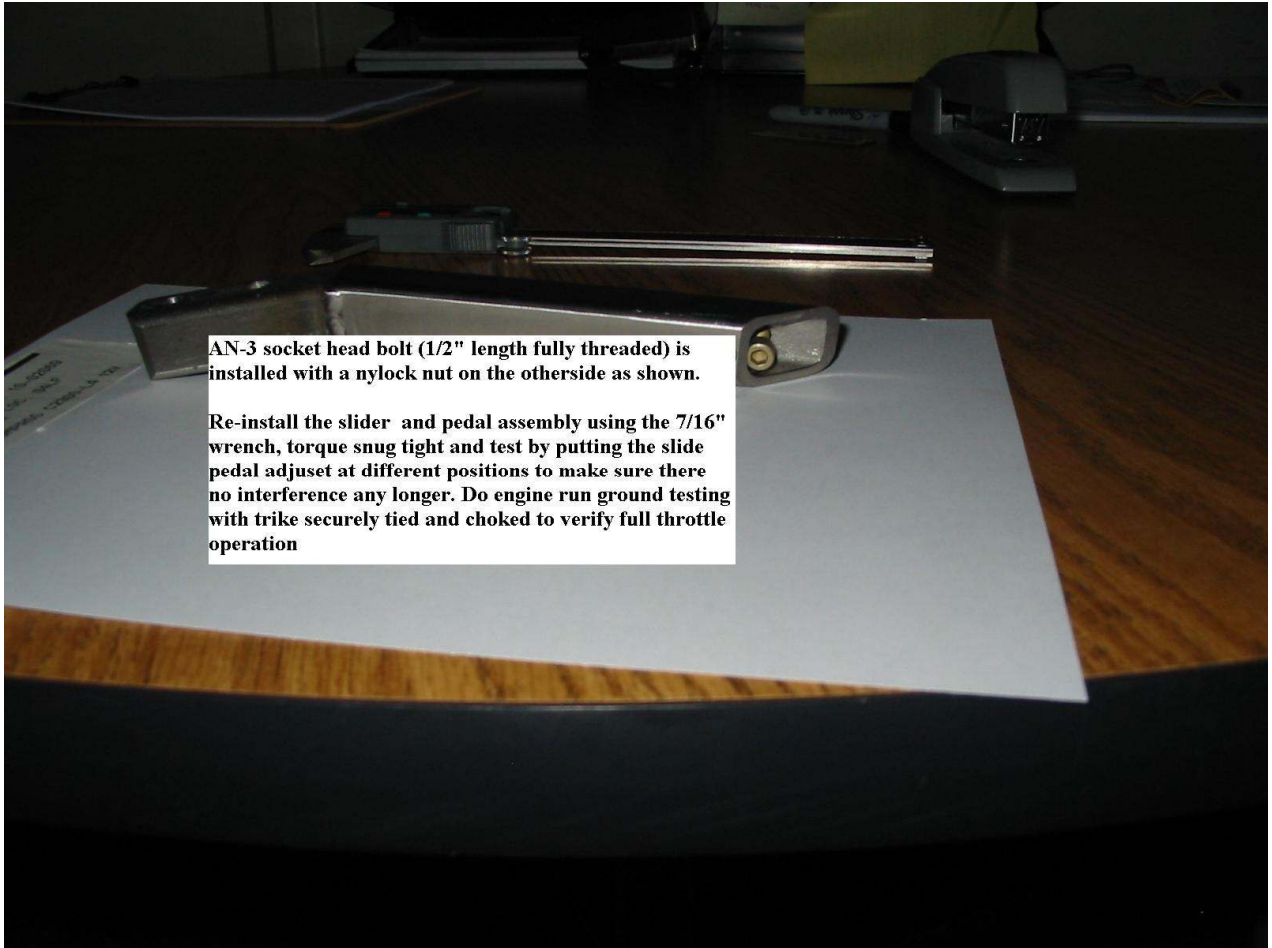 AN-3 socket head bolt (1/2" length fully threaded) is
installed with a nylock nut on the otherside as shown.
Re-install the slider and pedal assembly using the 7/16"
wrench, torque snug tight and test by putting the slide
pedal adjuset at different positions to make sure there
no interference any longer. Do engine run ground testing
with trike securely tied and choked to verify full throttle
operation